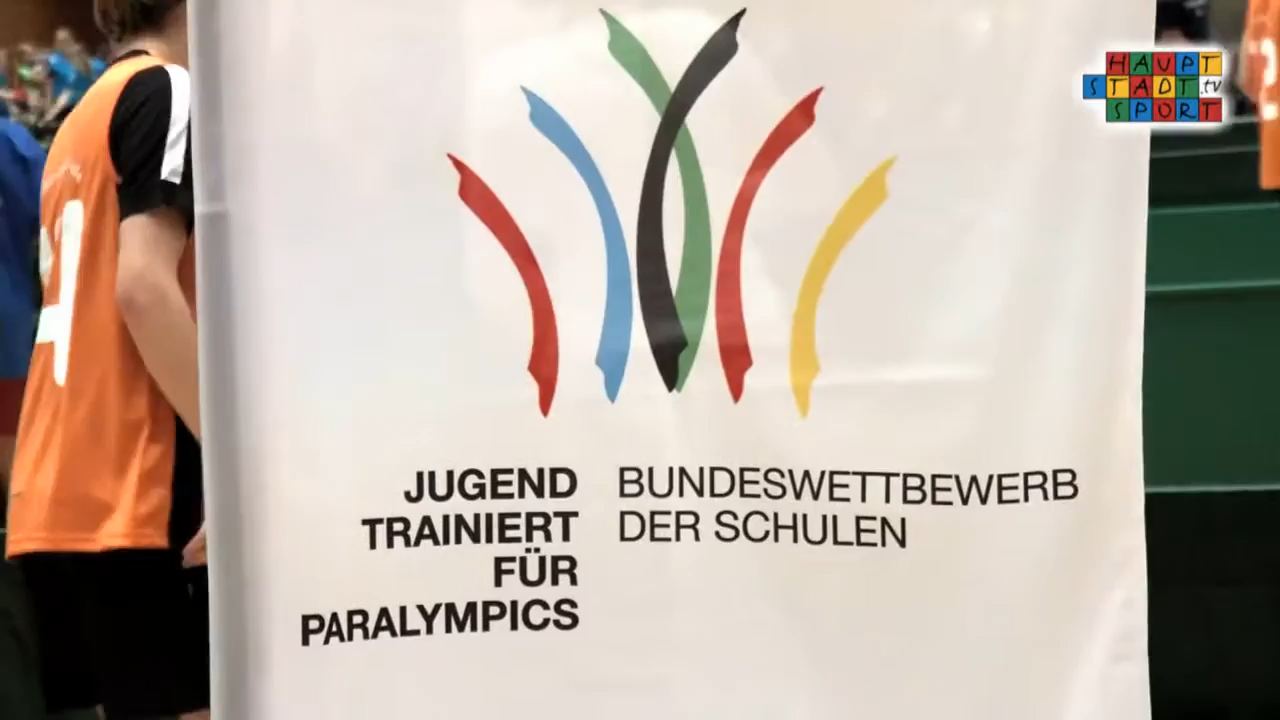 HAUPT
STADT.tv
SPORT
JUGEND
TRAINIERT
FÜR
PARALYMPICS
BUNDESWETTBEWERB
DER SCHULEN